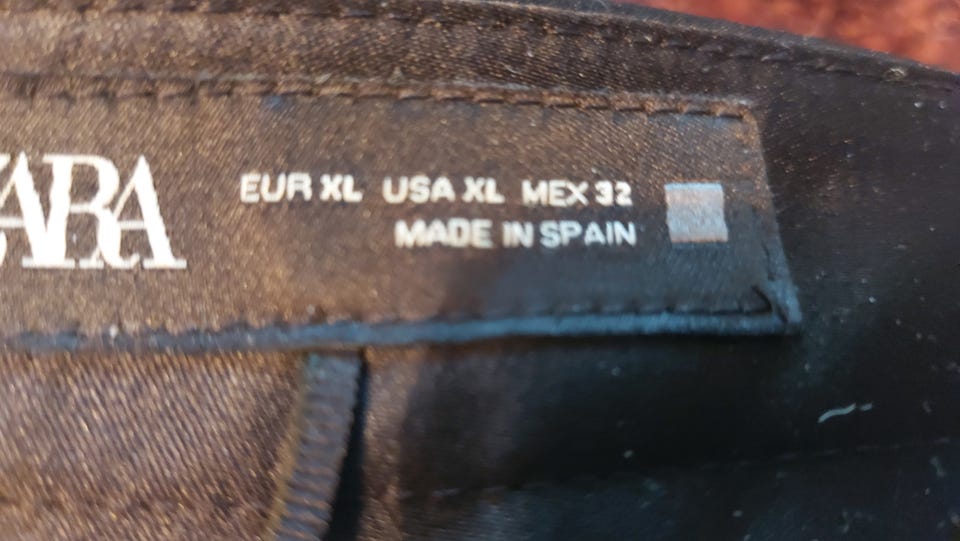 ZARA
EUR XL USA XL MEX 32
MADE IN SPAIN